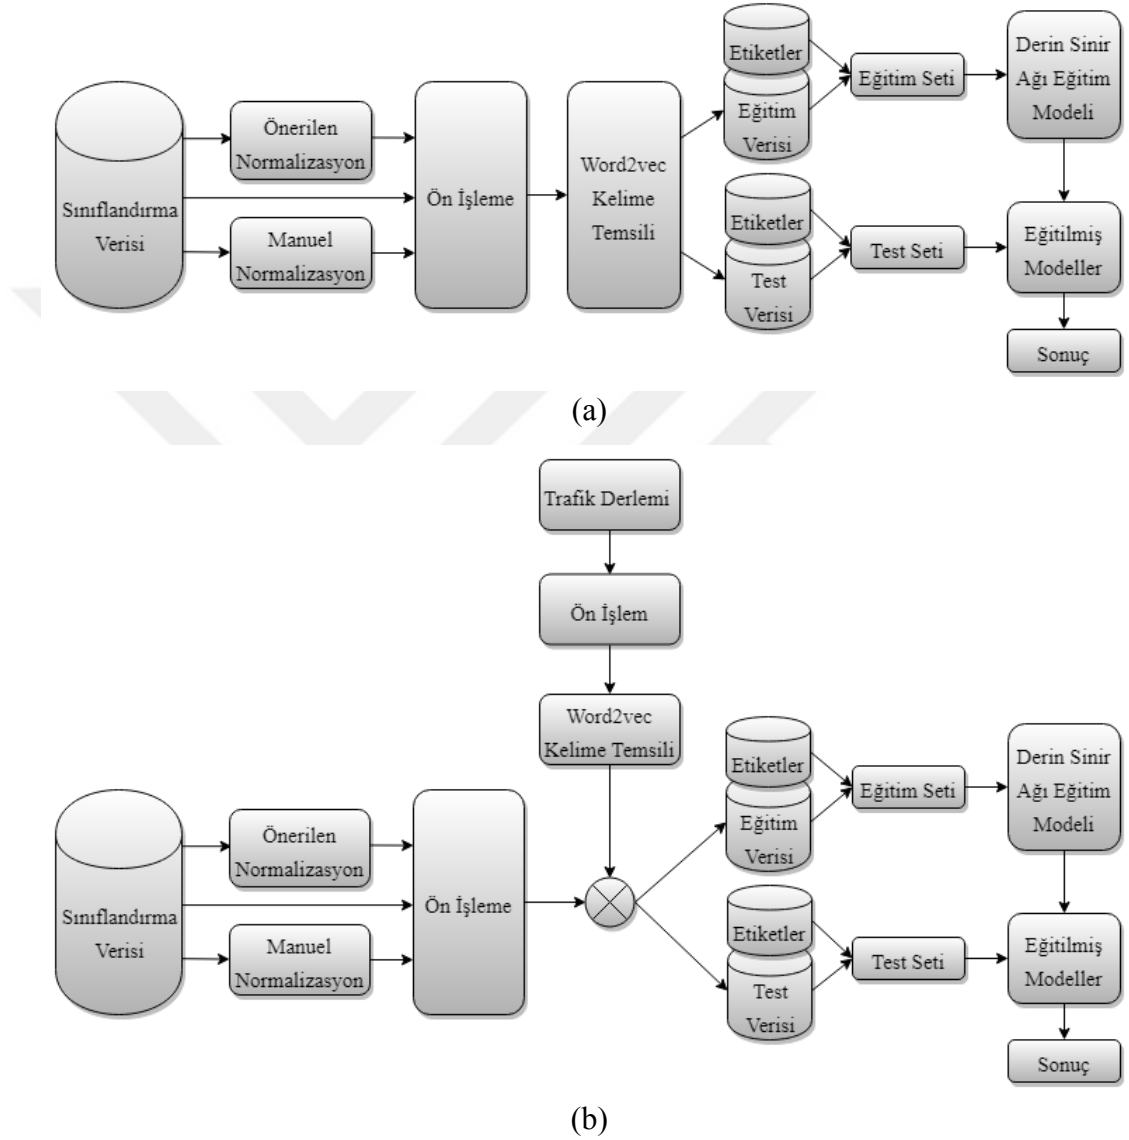 Sınıflandırma
Verisi
Önerilen
Normalizasyon
Manuel
Normalizasyon
Ön İşleme
Word2vec
Kelime
Temsili
Etiketler
Eğitim
Verisi
Etiketler
Test
Verisi
Eğitim Seti
Test Seti
Derin Sinir
Ağı Eğitim
Modeli
Eğitilmiş
Modeller
Sonuç
(a)
Trafik Derlemi
Ön İşlem
Word2vec
Kelime Temsili
Sınıflandırma
Verisi
Önerilen
Normalizasyon
Manuel
Normalizasyon
Ön İşleme
Etiketler
Eğitim
Verisi
Etiketler
Test
Verisi
Eğitim Seti
Test Seti
Derin Sinir
Ağı Eğitim
Modeli
Eğitilmiş
Modeller
Sonuç
(b)